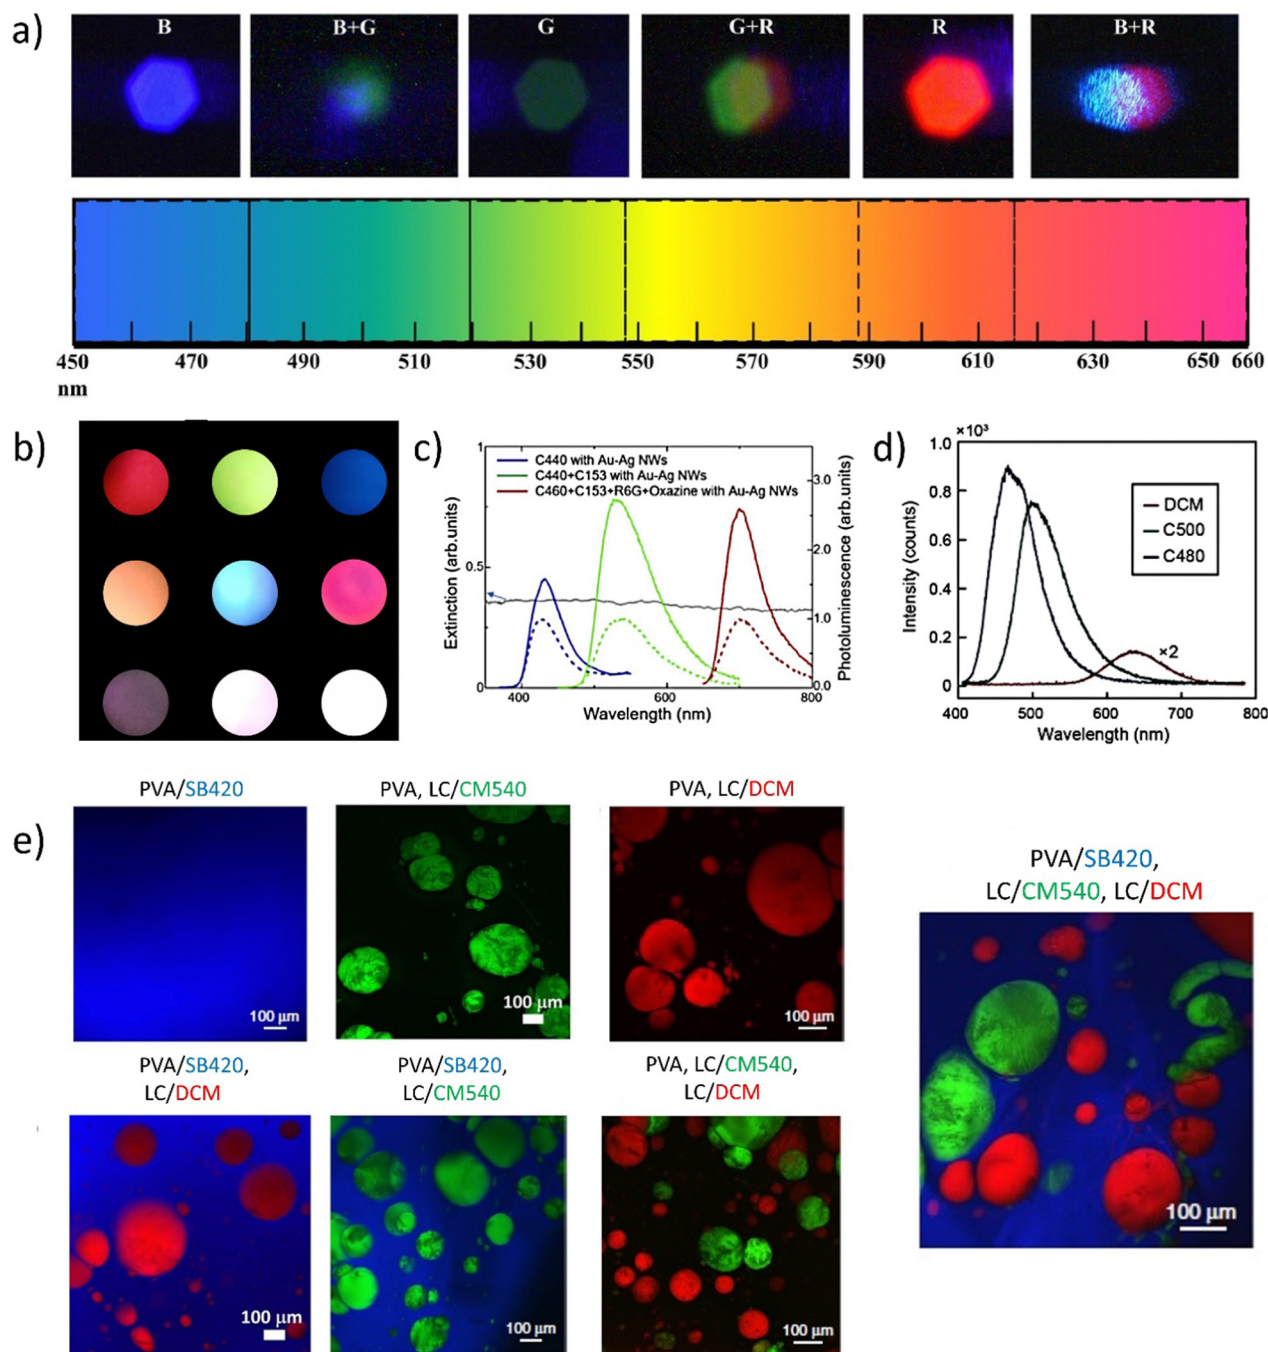 a)
B
B+G
G
G+R
R
B+R
450 470 490 510 530 550 570 590 610 630 650 660
nm
b)
c)
1
0.5
0
Extinction (arb.units)
C440 with Au-Ag NWs
C440+C153 with Au-Ag NWs
C460+C153+R6G+Oxazine with Au-Ag NWs
3.0
2.0
1.0
0.0
Photoluminescence (arb.units)
400 600 800
Wavelength (nm)
d)
×10³
1.0
0.8
0.6
0.4
0.2
0
Intensity (counts)
DCM
C500
C480
×2
400 500 600 700 800
Wavelength (nm)
e)
PVA/SB420
100 µm
PVA, LC/CM540
100 µm
PVA, LC/DCM
100 µm
PVA/SB420,
LC/DCM
100 µm
PVA/SB420,
LC/CM540
100 µm
PVA, LC/CM540,
LC/DCM
100 µm
PVA/SB420,
LC/CM540, LC/DCM
100 µm